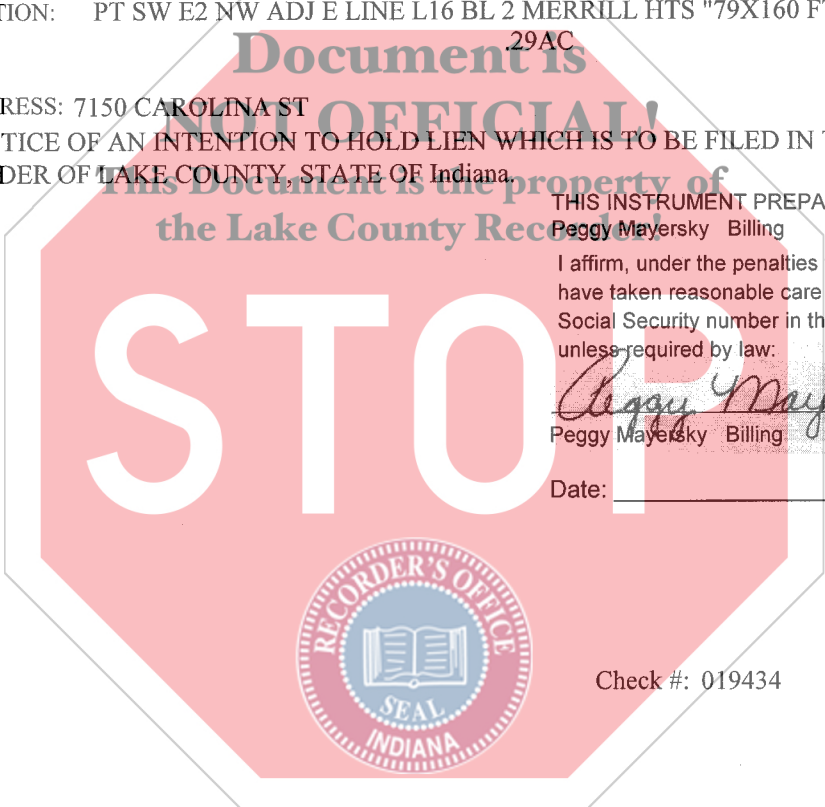 TION: PT SW E2 NW ADJ E LINE L16 BL 2 MERRILL HTS "79X160 FT
.29AC
Document is
RESS: 7150 CAROLINA ST
NOT OFFICIAL!
TICE OF AN INTENTION TO HOLD LIEN WHICH IS TO BE FILED IN
DER OF LAKE COUNTY, STATE OF Indiana.
This Document is the property of
the Lake County Recorder!
THIS INSTRUMENT PREPA
Peggy Mayersky Billing
I affirm, under the penalties
have taken reasonable care
Social Security number in th
unless required by law:
Peggy May
Peggy Mayersky Billing
Date:
STOP
RECORDER'S OFFICE
SEAL
INDIANA
Check #: 019434